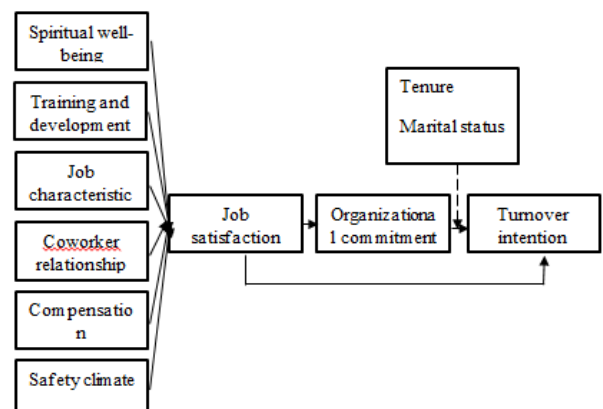 Spiritual well-
being
Training and
development
Job
characteristic
Coworker
relationship
Compensatio
n
Safety climate
Job
satisfaction
Organizationa
l commitment
Tenure
Marital status
Turnover
intention